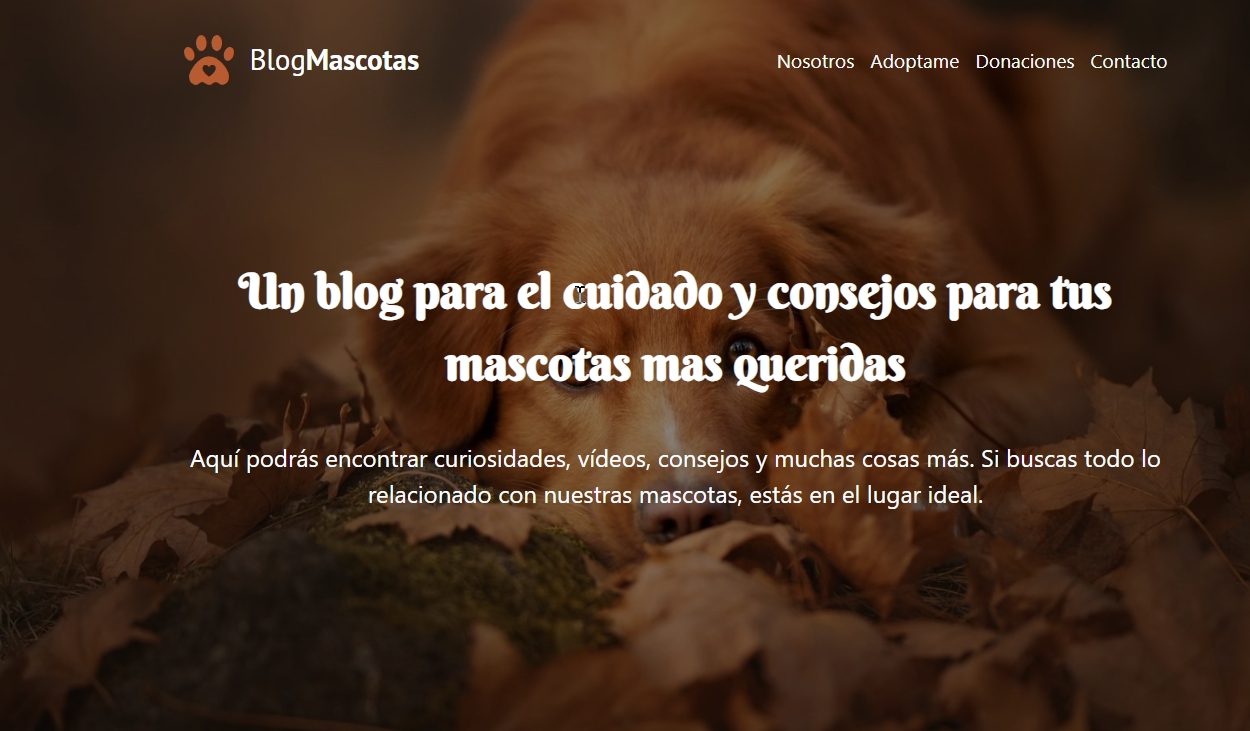 BlogMascotas
Nosotros Adoptame Donaciones Contacto
Un blog para el cuidado y consejos para tus
mascotas mas queridas
Aquí podrás encontrar curiosidades, vídeos, consejos y muchas cosas más. Si buscas todo lo
relacionado con nuestras mascotas, estás en el lugar ideal.